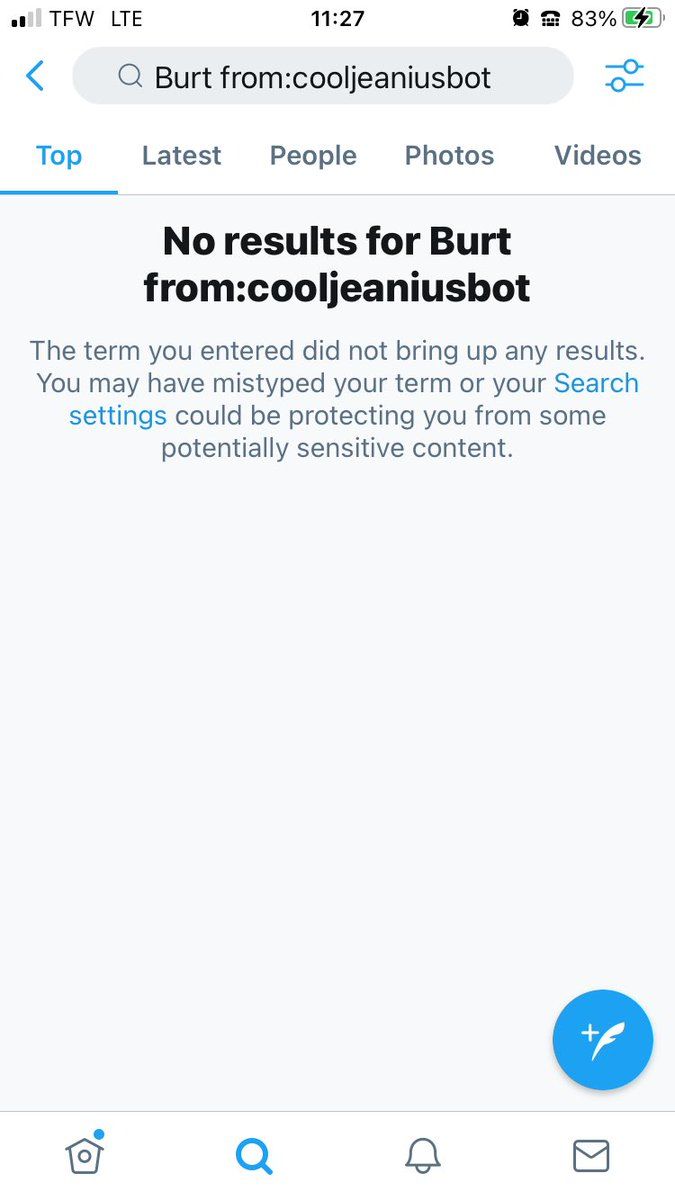 TFW LTE 11:27 83%
Burt from:cooljeaniusbot
Top Latest People Photos Videos
No results for Burt
from:cooljeaniusbot
The term you entered did not bring up any results.
You may have mistyped your term or your Search
settings could be protecting you from some
potentially sensitive content.